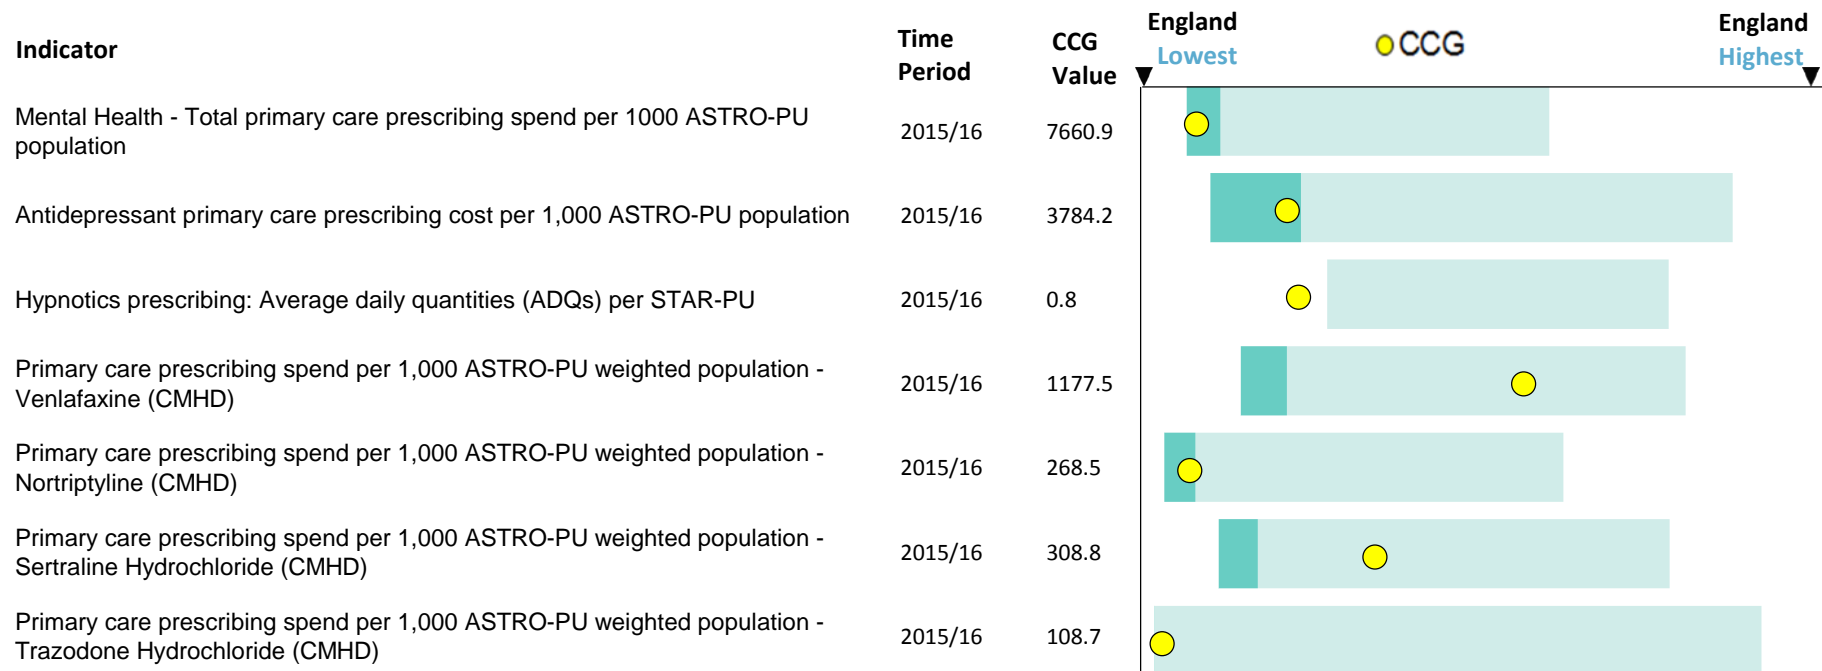 Indicator
Time
Period
CCG
Value
England
Lowest
CCG
England
Highest
Mental Health - Total primary care prescribing spend per 1000 ASTRO-PU
population
2015/16
7660.9
Antidepressant primary care prescribing cost per 1,000 ASTRO-PU population
2015/16
3784.2
Hypnotics prescribing: Average daily quantities (ADQs) per STAR-PU
2015/16
0.8
Primary care prescribing spend per 1,000 ASTRO-PU weighted population -
Venlafaxine (CMHD)
2015/16
1177.5
Primary care prescribing spend per 1,000 ASTRO-PU weighted population -
Nortriptyline (CMHD)
2015/16
268.5
Primary care prescribing spend per 1,000 ASTRO-PU weighted population -
Sertraline Hydrochloride (CMHD)
2015/16
308.8
Primary care prescribing spend per 1,000 ASTRO-PU weighted population -
Trazodone Hydrochloride (CMHD)
2015/16
108.7